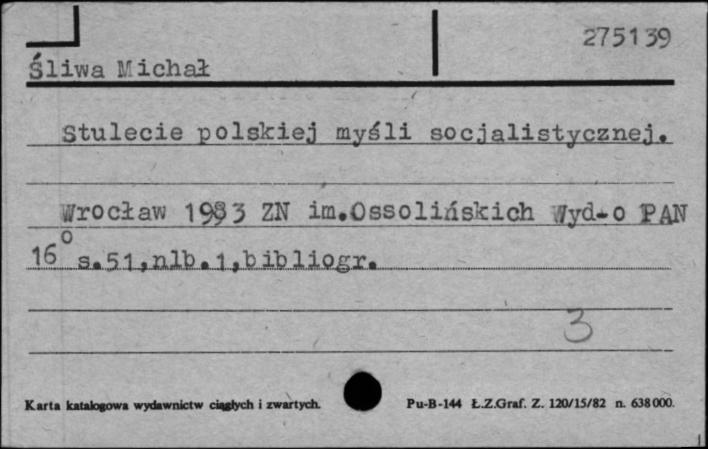 275139
Śliwa Michał
Stulecie polskiej myśli socjalistycznej.
Wrocław 1983 ZN im.Ossolińskich Wyd-o PAN
16° s.51,nlb.1,bibliogr.
3
Karta katalogowa wydawnictw ciągłych i zwartych.
Pu-B-144 Ł.Z.Graf. Z. 120/15/82 n. 638000.